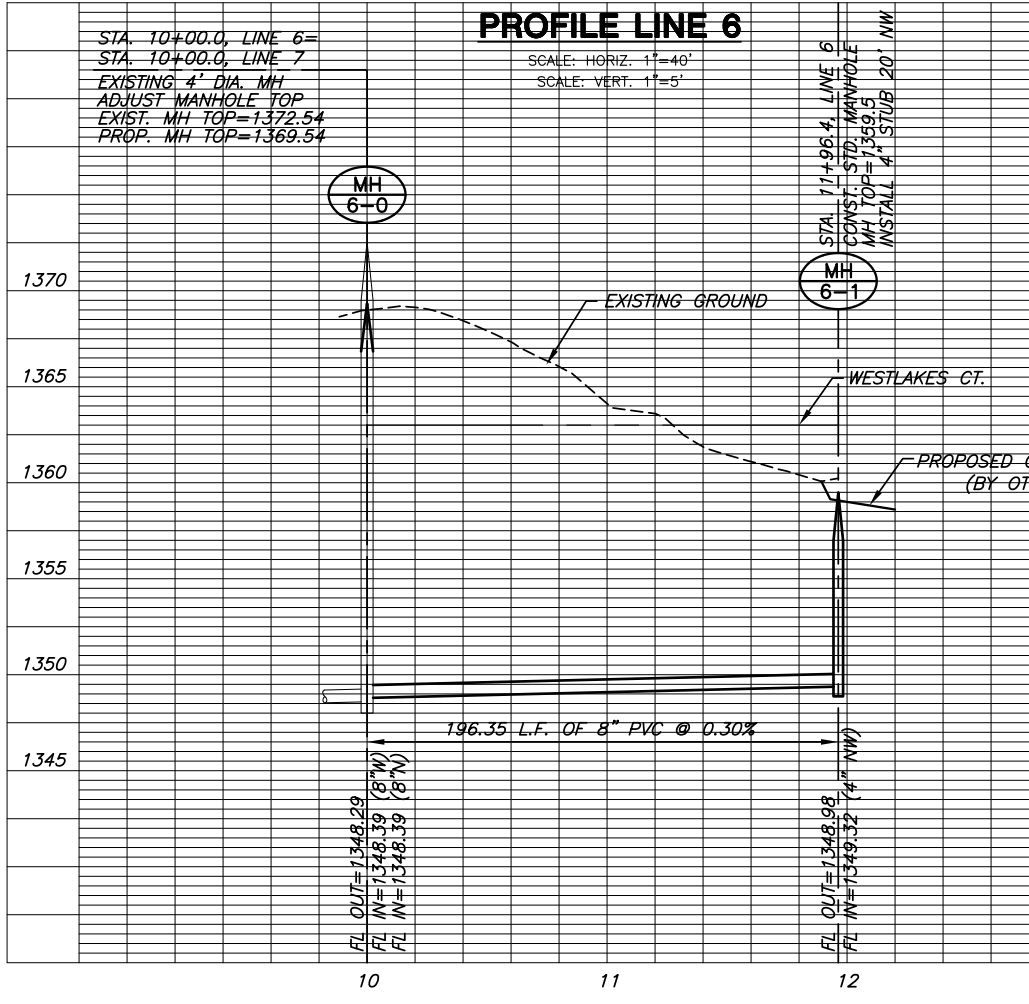 PROFILE LINE 6
SCALE: HORIZ. 1"=40'
SCALE: VERT. 1"=5'
STA. 10+00.0, LINE 6=
STA. 10+00.0, LINE 7
EXISTING 4' DIA. MH
ADJUST MANHOLE TOP
EXIST. MH TOP=1372.54
PROP. MH TOP=1369.54
MH
6-0
STA. 11+96.4, LINE 6
CONST. STD. MANHOLE
MH TOP=1359.5
INSTALL 4" STUB 20' NW
MH
6-1
1370
EXISTING GROUND
1365
WESTLAKES CT.
1360
PROPOSED
(BY
1355
1350
196.35 L.F. OF 8" PVC @ 0.30%
1345
FL OUT=1348.29
FL IN=1348.39 (8"W)
FL IN=1348.39 (8"N)
FL OUT=1348.98
FL IN=1349.32 (4" NW)
10
11
12